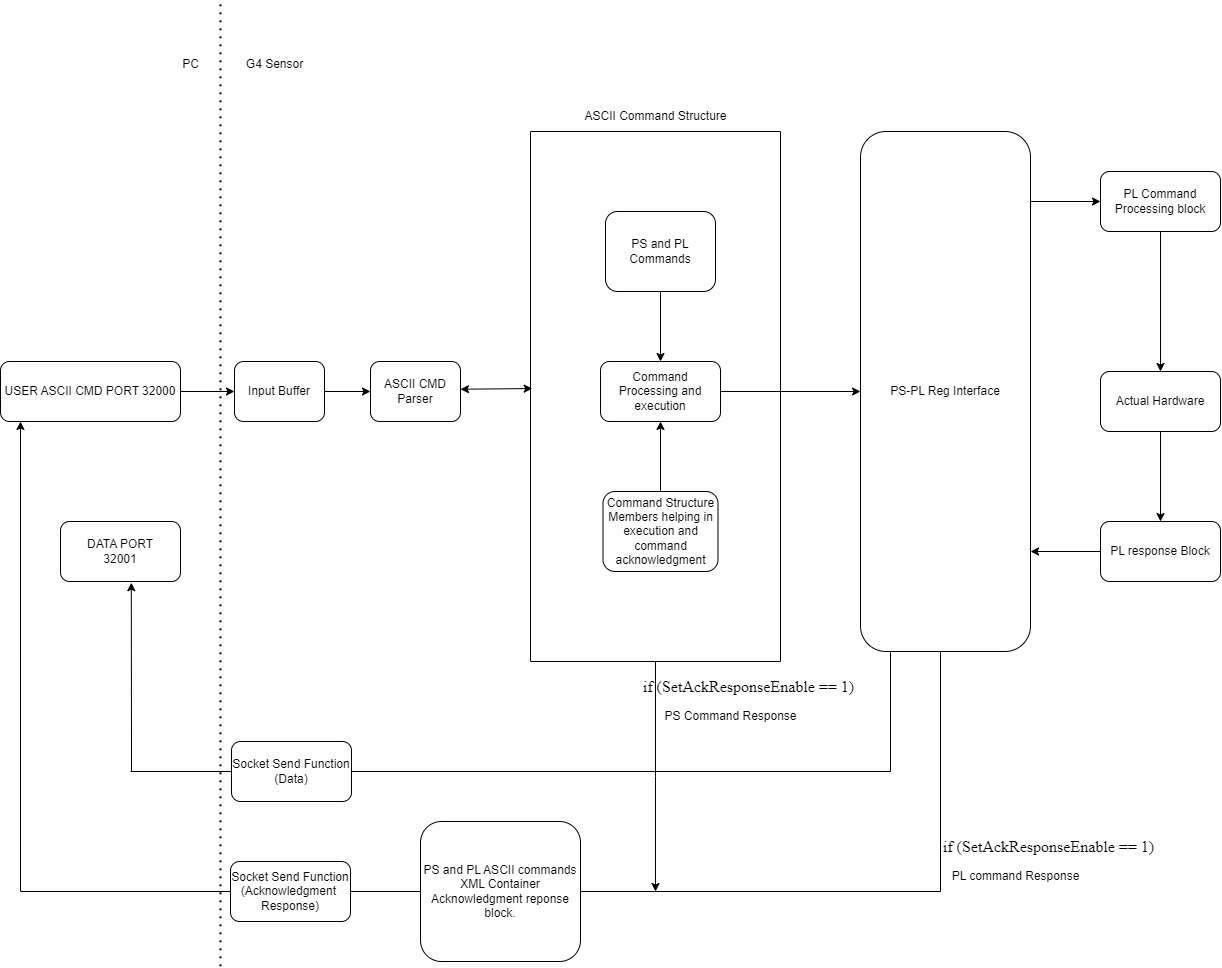 PC
G4 Sensor
ASCII Command Structure
PS and PL
Commands
PL Command
Processing block
USER ASCII CMD PORT 32000
Input Buffer
ASCII CMD
Parser
Command
Processing and
execution
PS-PL Reg Interface
Actual Hardware
Command Structure
Members helping in
execution and
command
acknowledgment
DATA PORT
32001
PL response Block
if (SetAckResponseEnable == 1)
PS Command Response
Socket Send Function
(Data)
if (SetAckResponseEnable == 1)
PL command Response
Socket Send Function
(Acknowledgment
Response)
PS and PL ASCII commands
XML Container
Acknowledgment reponse
block.